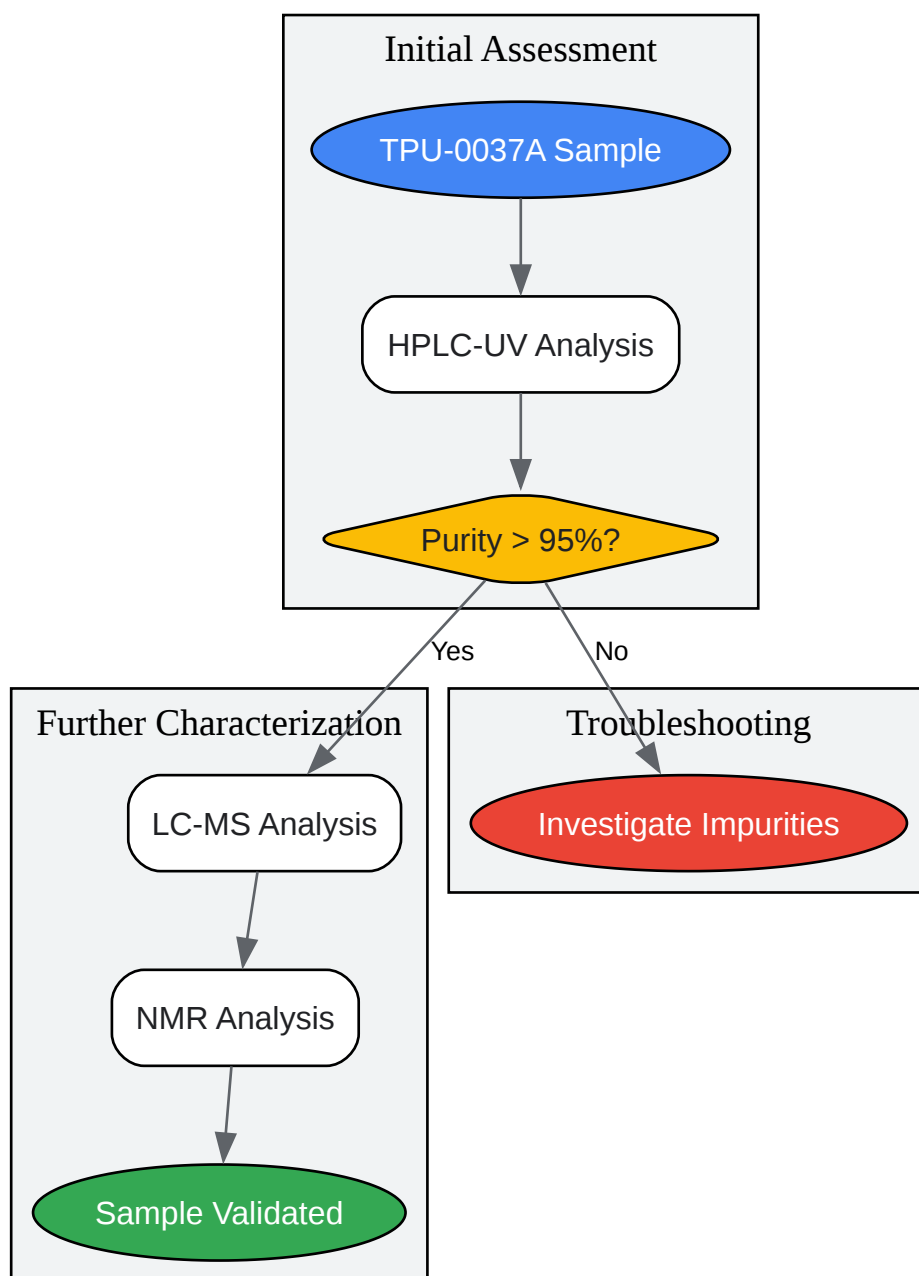 Initial Assessment
TPU-0037A Sample
HPLC-UV Analysis
Purity > 95%?
Yes
No
Further Characterization
LC-MS Analysis
NMR Analysis
Sample Validated
Troubleshooting
Investigate Impurities